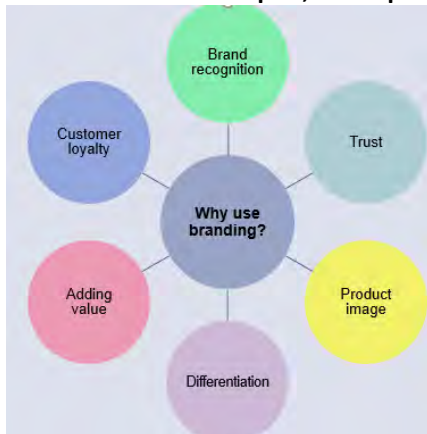 Brand
recognition
Customer
loyalty
Trust
Why use
branding?
Adding
value
Product
image
Differentiation